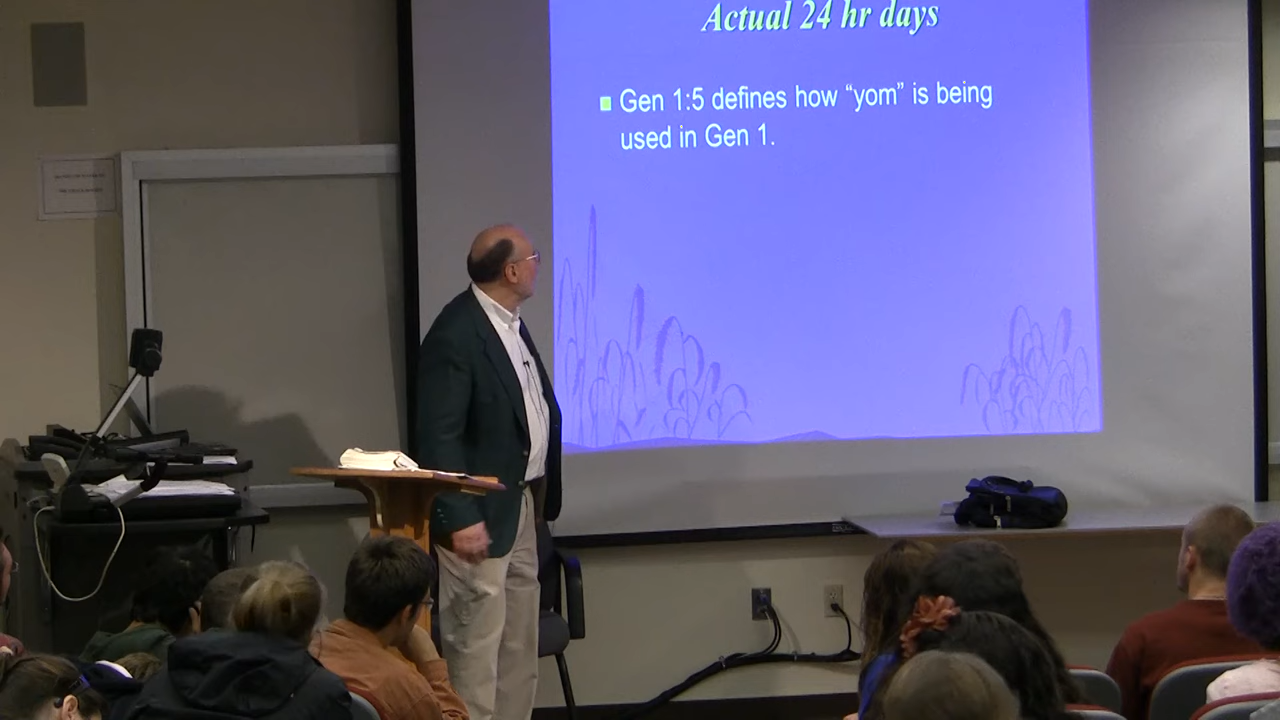 Actual 24 hr days
Gen 1:5 defines how “yom” is being
used in Gen 1.